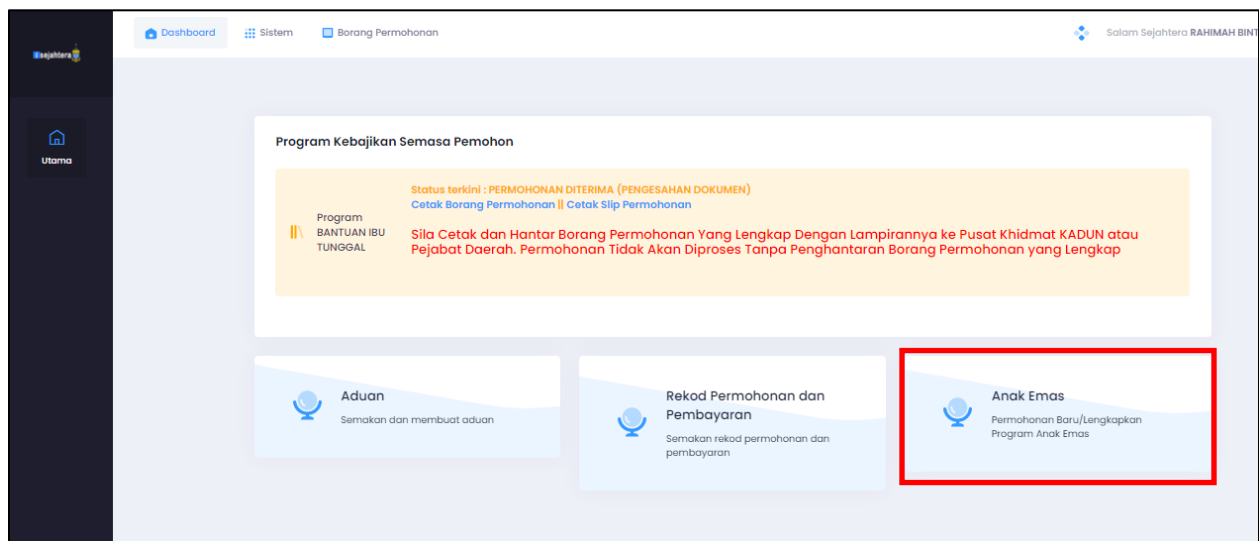 isejahtera
Dashboard
Sistem
Borang Permohonan
Salam Sejahtera RAHIMAH BINT
Utama
Program Kebajikan Semasa Pemohon
Program
BANTUAN IBU
TUNGGAL
Status terkini : PERMOHONAN DITERIMA (PENGESAHAN DOKUMEN)
Cetak Borang Permohonan || Cetak Slip Permohonan
Sila Cetak dan Hantar Borang Permohonan Yang Lengkap Dengan Lampirannya ke Pusat Khidmat KADUN atau
Pejabat Daerah. Permohonan Tidak Akan Diproses Tanpa Penghantaran Borang Permohonan yang Lengkap
Aduan
Semakan dan membuat aduan
Rekod Permohonan dan
Pembayaran
Semakan rekod permohonan dan
pembayaran
Anak Emas
Permohonan Baru/Lengkapkan
Program Anak Emas